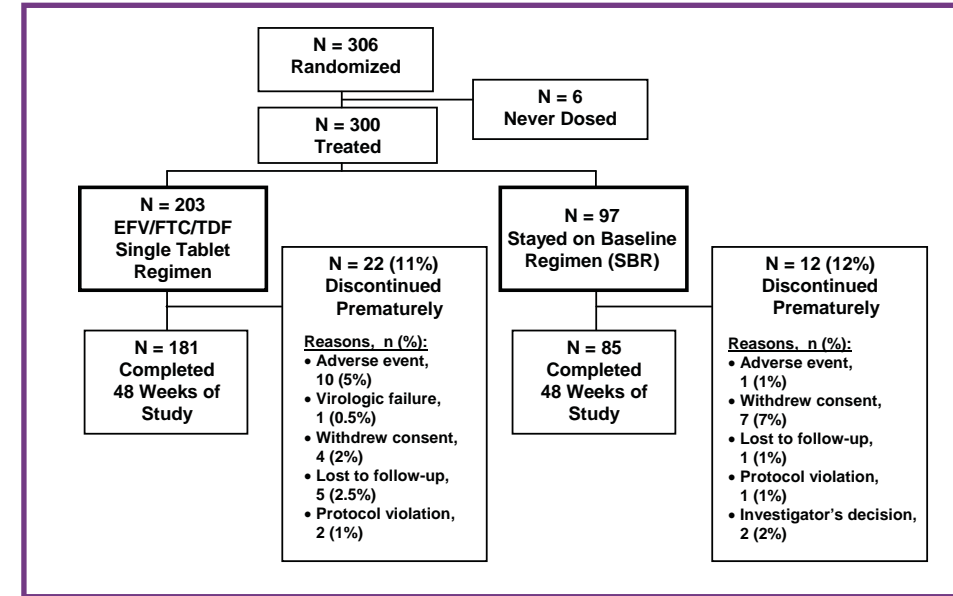 N = 306
Randomized
N = 6
Never Dosed
N = 300
Treated
N = 203
EFV/FTC/TDF
Single Tablet
Regimen
N = 97
Stayed on Baseline
Regimen (SBR)
N = 22 (11%)
Discontinued
Prematurely
Reasons, n (%):
• Adverse event,
10 (5%)
• Virologic failure,
1 (0.5%)
• Withdrew consent,
4 (2%)
• Lost to follow-up,
5 (2.5%)
• Protocol violation,
2 (1%)
N = 12 (12%)
Discontinued
Prematurely
Reasons, n (%):
• Adverse event,
1 (1%)
• Withdrew consent,
7 (7%)
• Lost to follow-up,
1 (1%)
• Protocol violation,
1 (1%)
• Investigator's decision,
2 (2%)
N = 181
Completed
48 Weeks of
Study
N = 85
Completed
48 Weeks of
Study